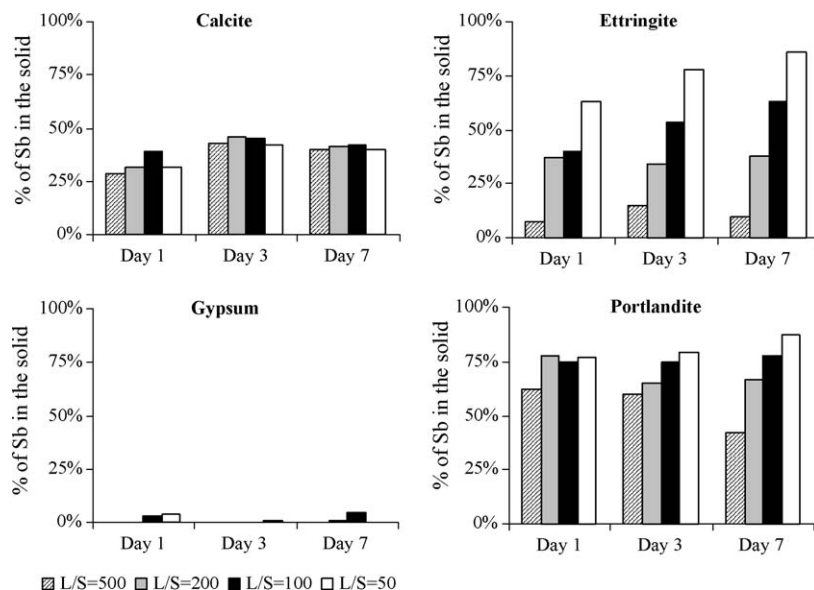 Calcite
% of Sb in the solid
100%
75%
50%
25%
0%
Day 1 Day 3 Day 7
Ettringite
% of Sb in the solid
100%
75%
50%
25%
0%
Day 1 Day 3 Day 7
Gypsum
% of Sb in the solid
100%
75%
50%
25%
0%
Day 1 Day 3 Day 7
Portlandite
% of Sb in the solid
100%
75%
50%
25%
0%
Day 1 Day 3 Day 7
L/S=500 L/S=200 L/S=100 L/S=50